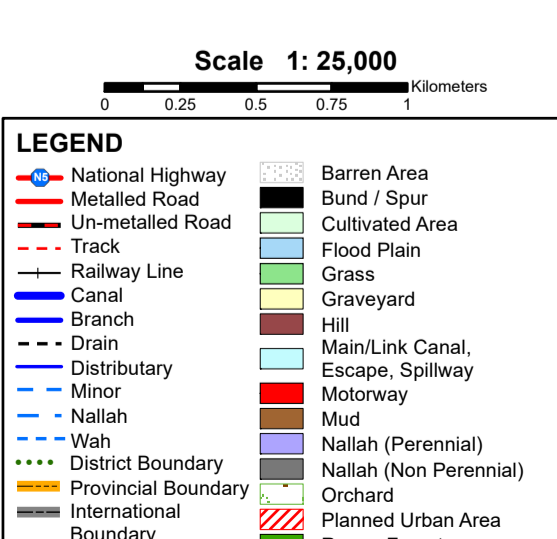 Scale 1: 25,000
Kilometers
0 0.25 0.5 0.75 1
LEGEND
N5 National Highway
Metalled Road
Un-metalled Road
Track
Railway Line
Canal
Branch
Drain
Distributary
Minor
Nallah
Wah
District Boundary
Provincial Boundary
International
Boundary
Barren Area
Bund / Spur
Cultivated Area
Flood Plain
Grass
Graveyard
Hill
Main/Link Canal,
Escape, Spillway
Motorway
Mud
Nallah (Perennial)
Nallah (Non Perennial)
Orchard
Planned Urban Area